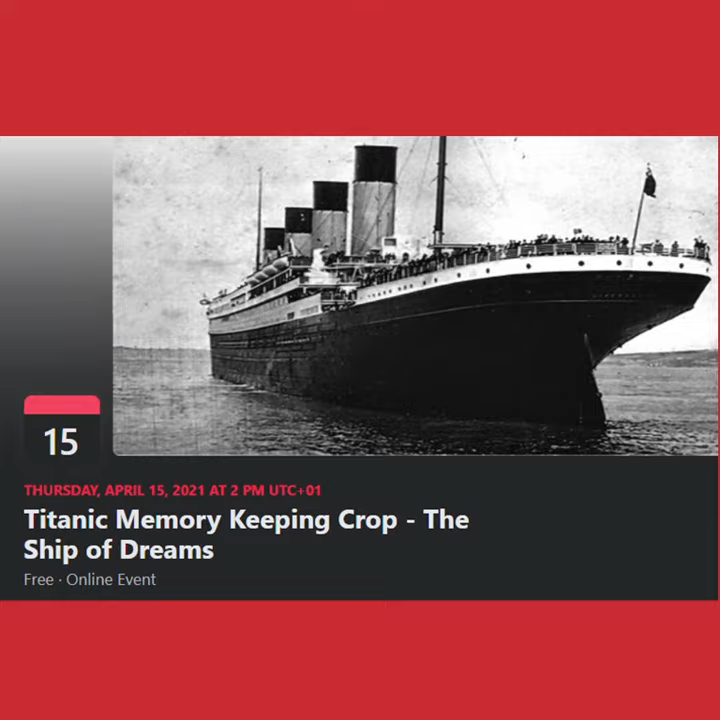 15
THURSDAY, APRIL 15, 2021 AT 2 PM UTC+01
Titanic Memory Keeping Crop - The
Ship of Dreams
Free · Online Event